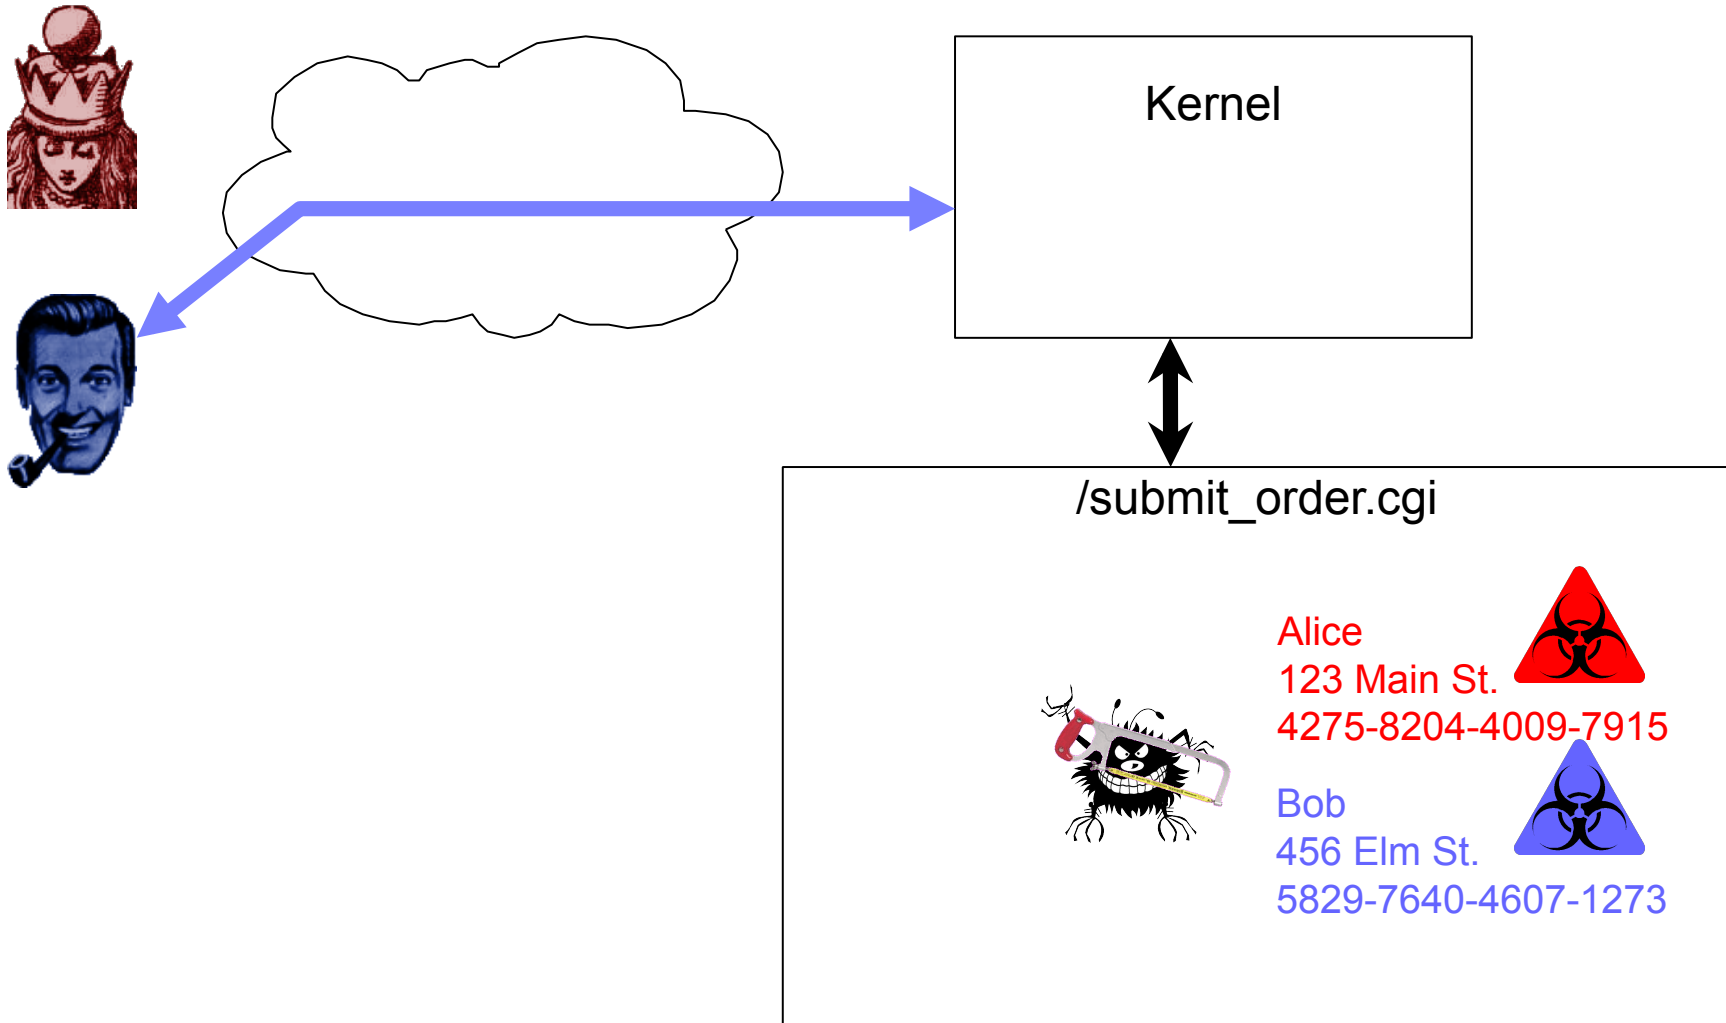 Kernel
/submit_order.cgi
Alice
123 Main St.
4275-8204-4009-7915
Bob
456 Elm St.
5829-7640-4607-1273